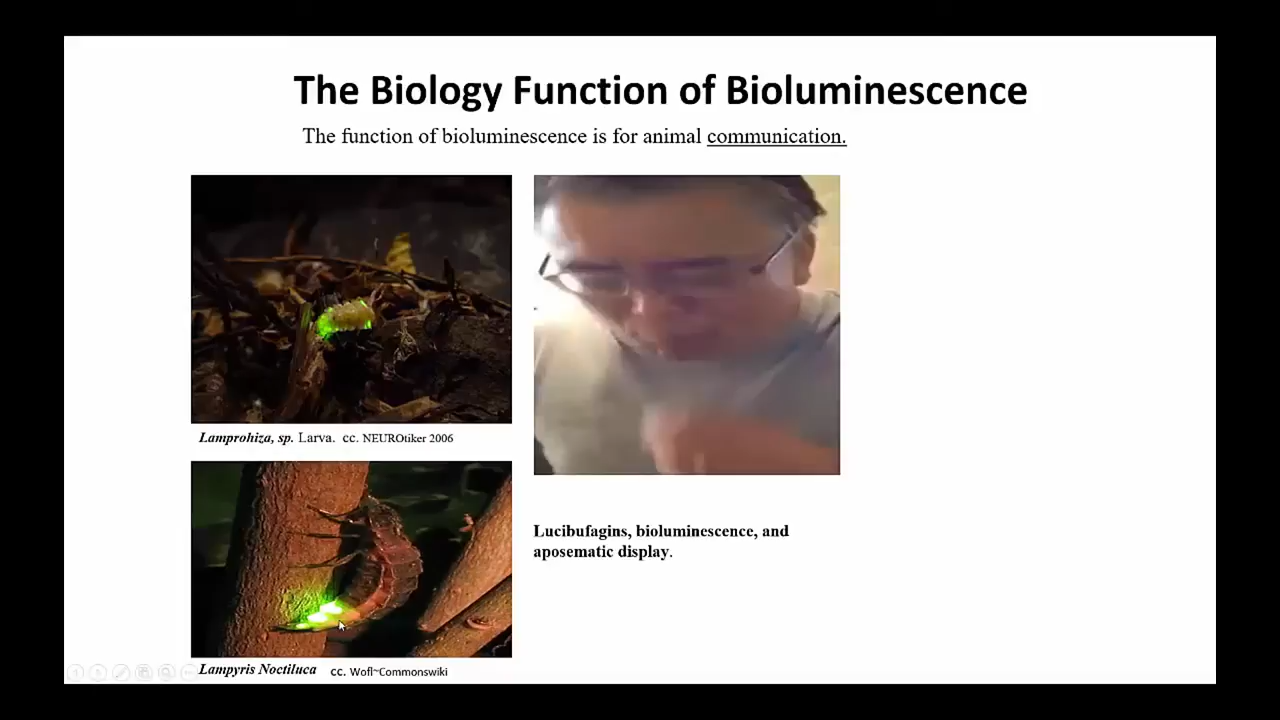 The Biology Function of Bioluminescence
The function of bioluminescence is for animal communication.
Lamprohiza, sp. Larva. cc. NEUROtiker 2006
Lucibufagins, bioluminescence, and
aposematic display.
Lampyris Noctiluca cc. Wofl~Commonswiki